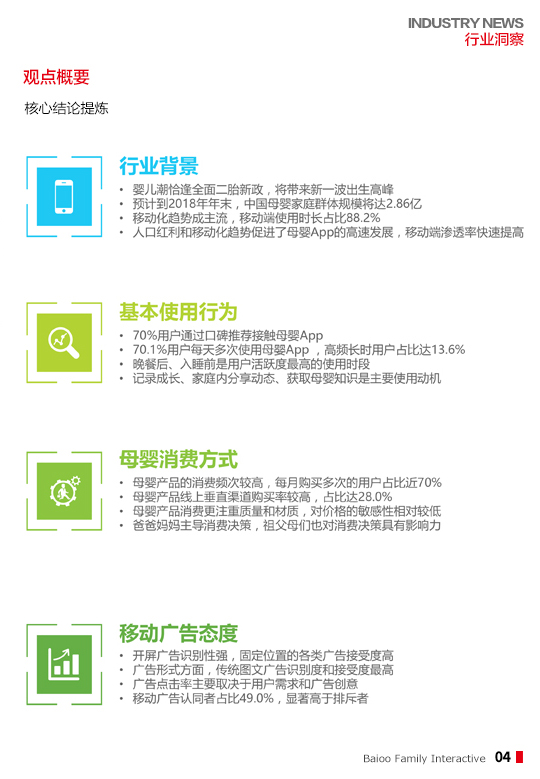 INDUSTRY NEWS
行业洞察
观点概要
核心结论提炼
行业背景
• 婴儿潮恰逢全面二胎新政，将带来新一波出生高峰
• 预计到2018年年末，中国母婴家庭群体规模将达2.86亿
• 移动化趋势成主流，移动端使用时长占比88.2%
• 人口红利和移动化趋势促进了母婴App的高速发展，移动端渗透率快速提高
基本使用行为
• 70%用户通过口碑推荐接触母婴App
• 70.1%用户每天多次使用母婴App ，高频长时用户占比达13.6%
• 晚餐后、入睡前是用户活跃度最高的使用时段
• 记录成长、家庭内分享动态、获取母婴知识是主要使用动机
母婴消费方式
• 母婴产品的消费频次较高，每月购买多次的用户占比近70%
• 母婴产品线上垂直渠道购买率较高，占比达28.0%
• 母婴产品消费更注重质量和材质，对价格的敏感性相对较低
• 爸爸妈妈主导消费决策，祖父母们也对消费决策具有影响力
移动广告态度
• 开屏广告识别性强，固定位置的各类广告接受度高
• 广告形式方面，传统图文广告识别度和接受度最高
• 广告点击率主要取决于用户需求和广告创意
• 移动广告认同者占比49.0%，显著高于排斥者
Baioo Family Interactive 04